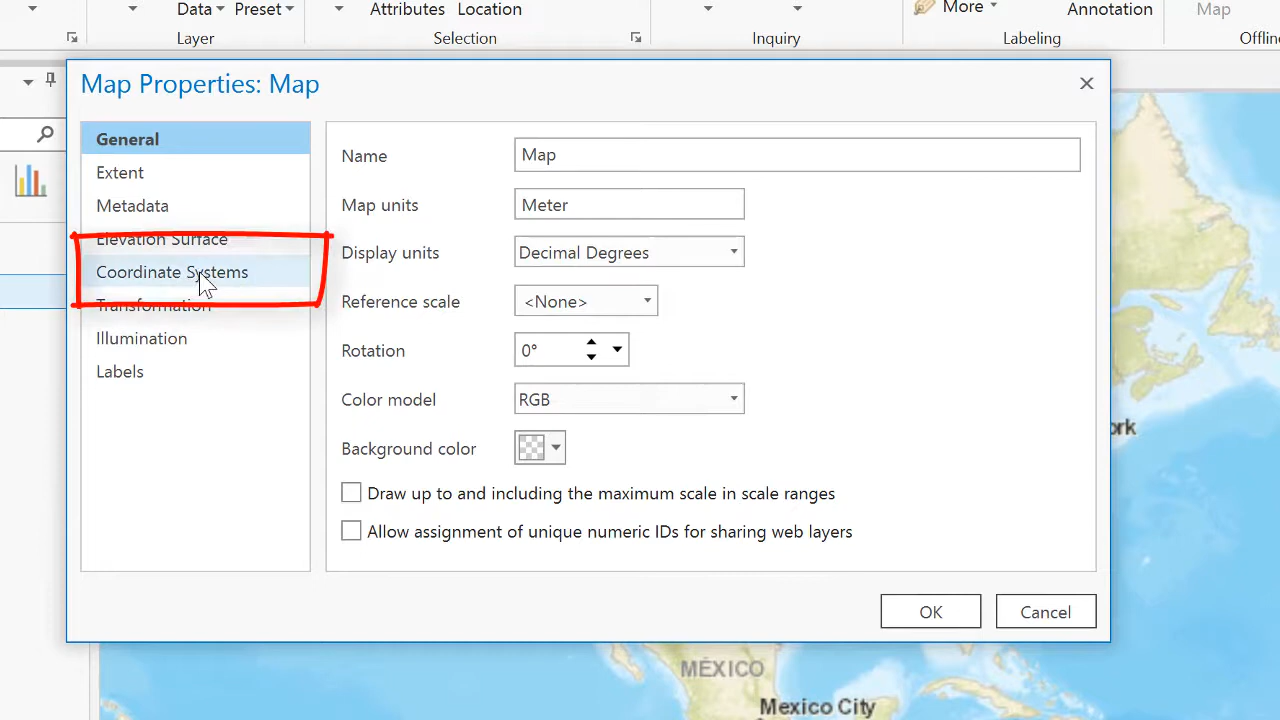 Data Preset Attributes Location More Annotation Map
Layer Selection Inquiry Labeling Offlin
Map Properties: Map
General
Extent
Metadata
Elevation Surface
Coordinate Systems
Transformation
Illumination
Labels
Name Map
Map units Meter
Display units Decimal Degrees
Reference scale <None>
Rotation 0°
Color model RGB
Background color
Draw up to and including the maximum scale in scale ranges
Allow assignment of unique numeric IDs for sharing web layers
OK Cancel
ork
MÉXICO
Mexico City